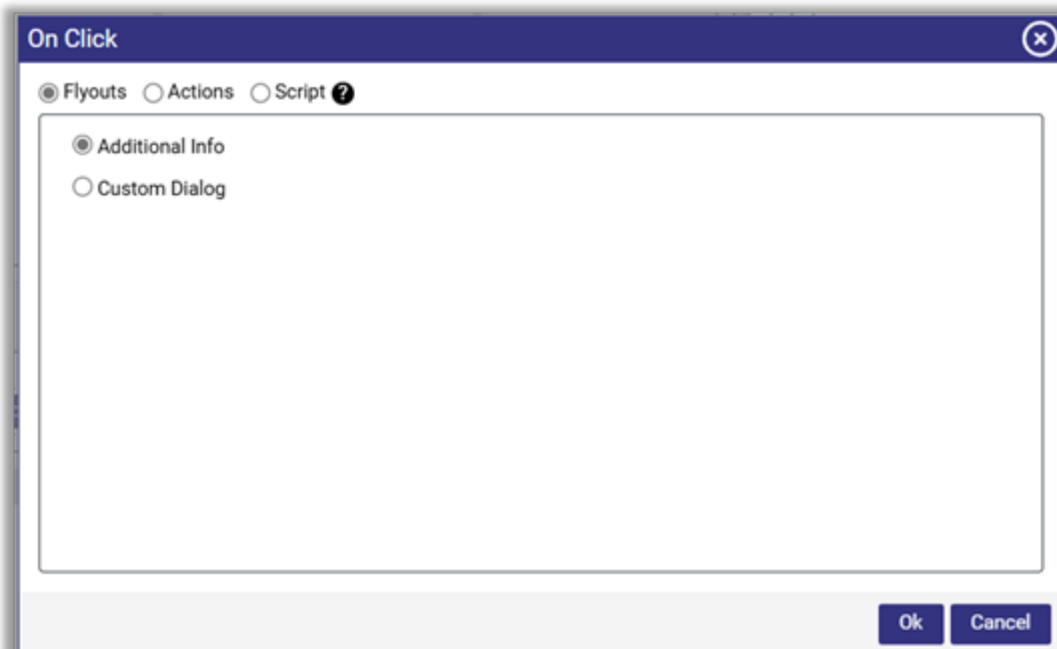 On Click
Flyouts Actions Script ?
Additional Info
Custom Dialog
Ok Cancel